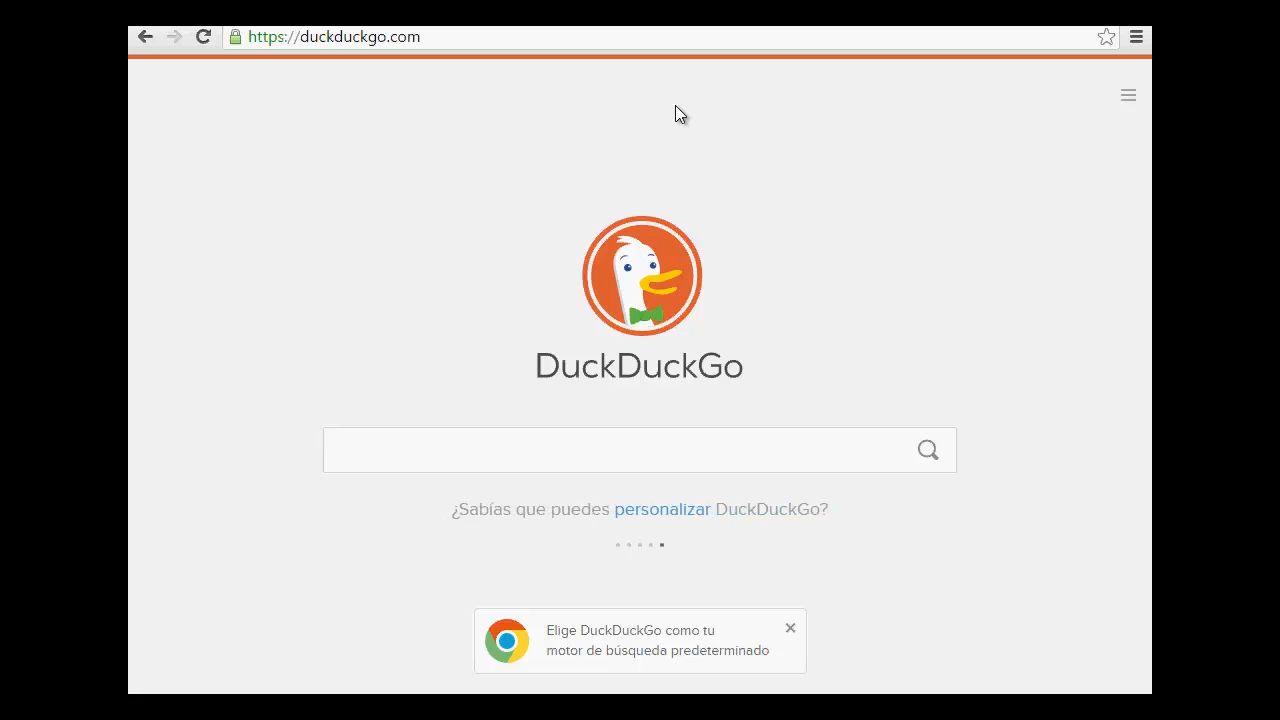 https://duckduckgo.com
DuckDuckGo
¿Sabías que puedes personalizar DuckDuckGo?
Elige DuckDuckGo como tu
motor de búsqueda predeterminado